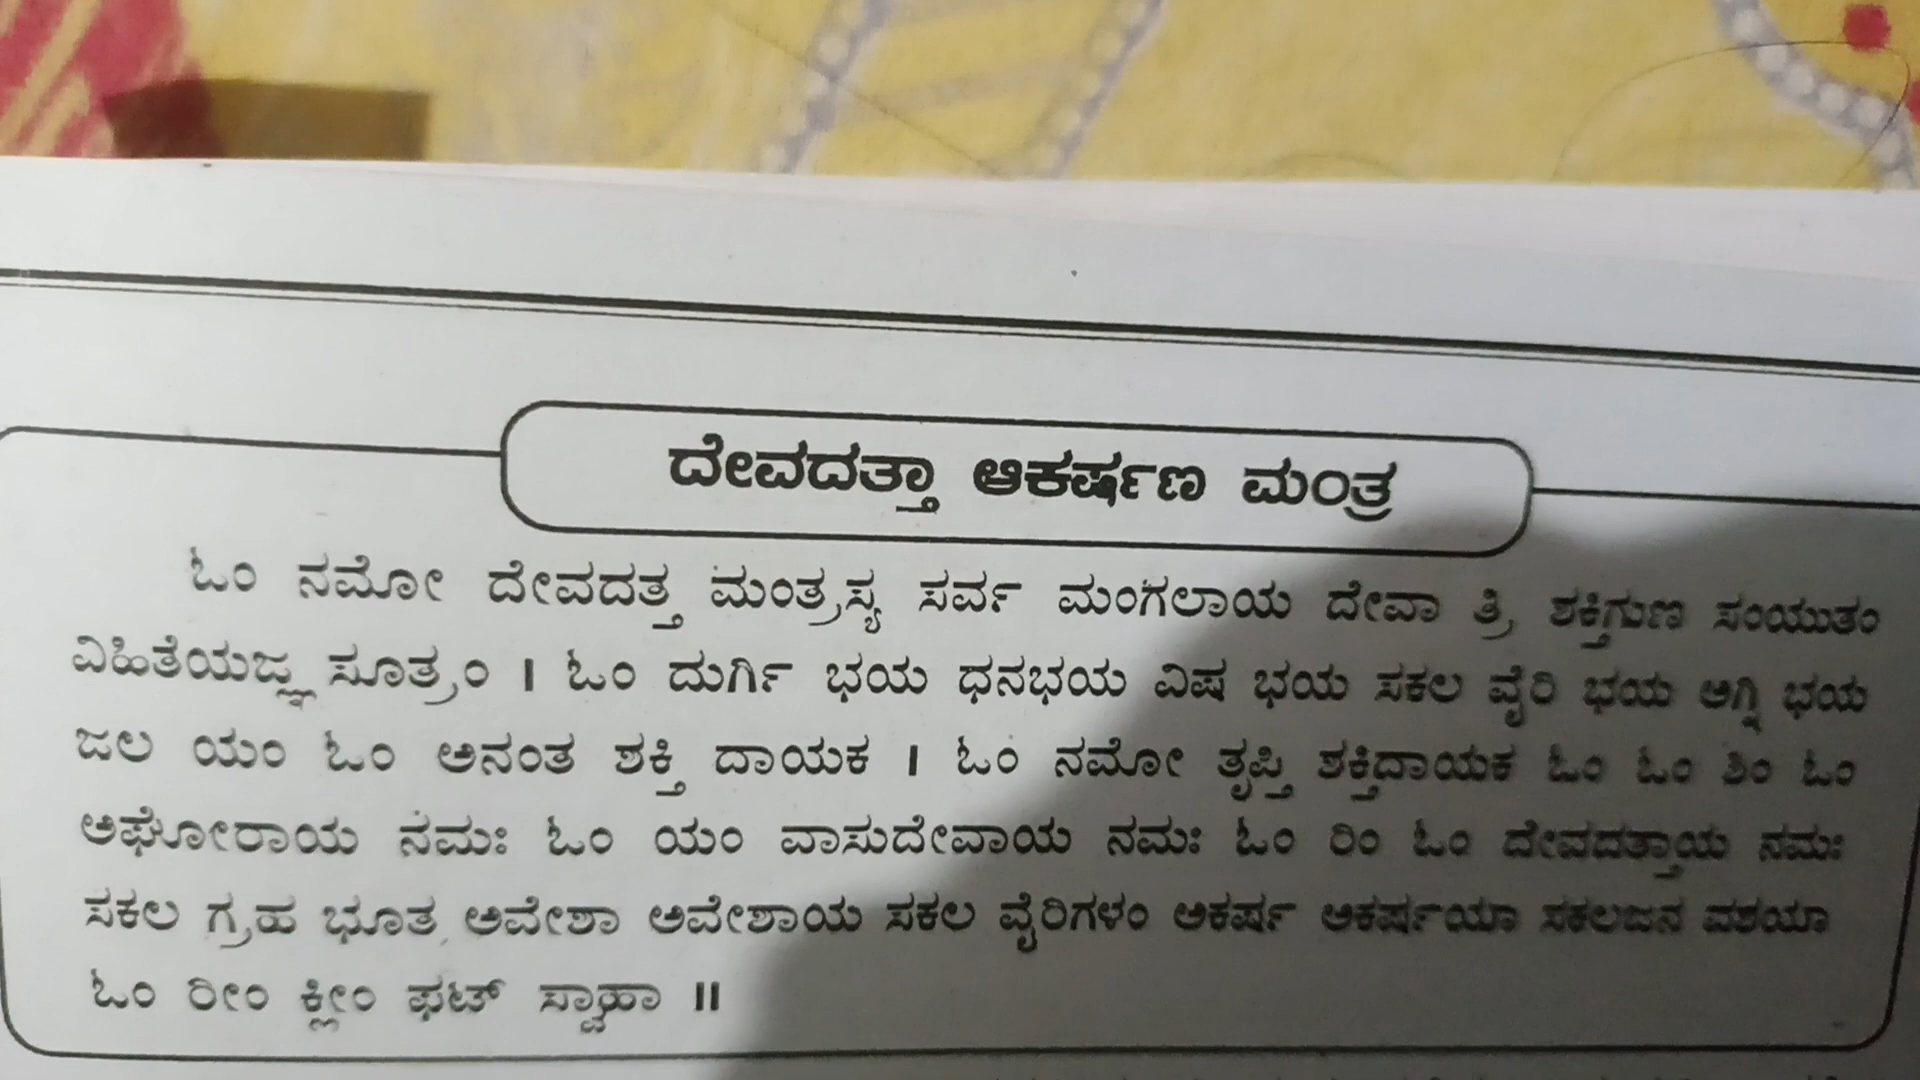 ದೇವದತ್ತಾ ಆಕರ್ಷಣ ಮಂತ್ರ
ಓಂ ನಮೋ ದೇವದತ್ತ ಮಂತ್ರಸ್ಯ ಸರ್ವ ಮಂಗಲಾಯ ದೇವಾ ತ್ರಿ ಶಕ್ತಿಗುಣ ಸಂಯುತಂ
ವಿಹಿತೆಯಜ್ಞ ಸೂತ್ರಂ । ಓಂ ದುರ್ಗಿ ಭಯ ಧನಭಯ ವಿಷ ಭಯ ಸಕಲ ವೈರಿ ಭಯ ಅಗ್ನಿ ಭಯ
ಜಲ ಯಂ ಓಂ ಅನಂತ ಶಕ್ತಿ ದಾಯಕ । ಓಂ ನಮೋ ತೃಪ್ತಿ ಶಕ್ತಿದಾಯಕ ಓಂ ಓಂ ಶಿಂ ಓಂ
ಅಘೋರಾಯ ನಮಃ ಓಂ ಯಂ ವಾಸುದೇವಾಯ ನಮಃ ಓಂ ರಿಂ ಓಂ ದೇವದತ್ತಾಯ ನಮಃ
ಸಕಲ ಗ್ರಹ ಭೂತ ಅವೇಶಾ ಅವೇಶಾಯ ಸಕಲ ವೈರಿಗಳಂ ಆಕರ್ಷ ಆಕರ್ಷಯಾ ಸಕಲಜನ ವಶಯಾ
ಓಂ ರೀಂ ಕ್ಲೀಂ ಫಟ್ ಸ್ವಾಹಾ ॥